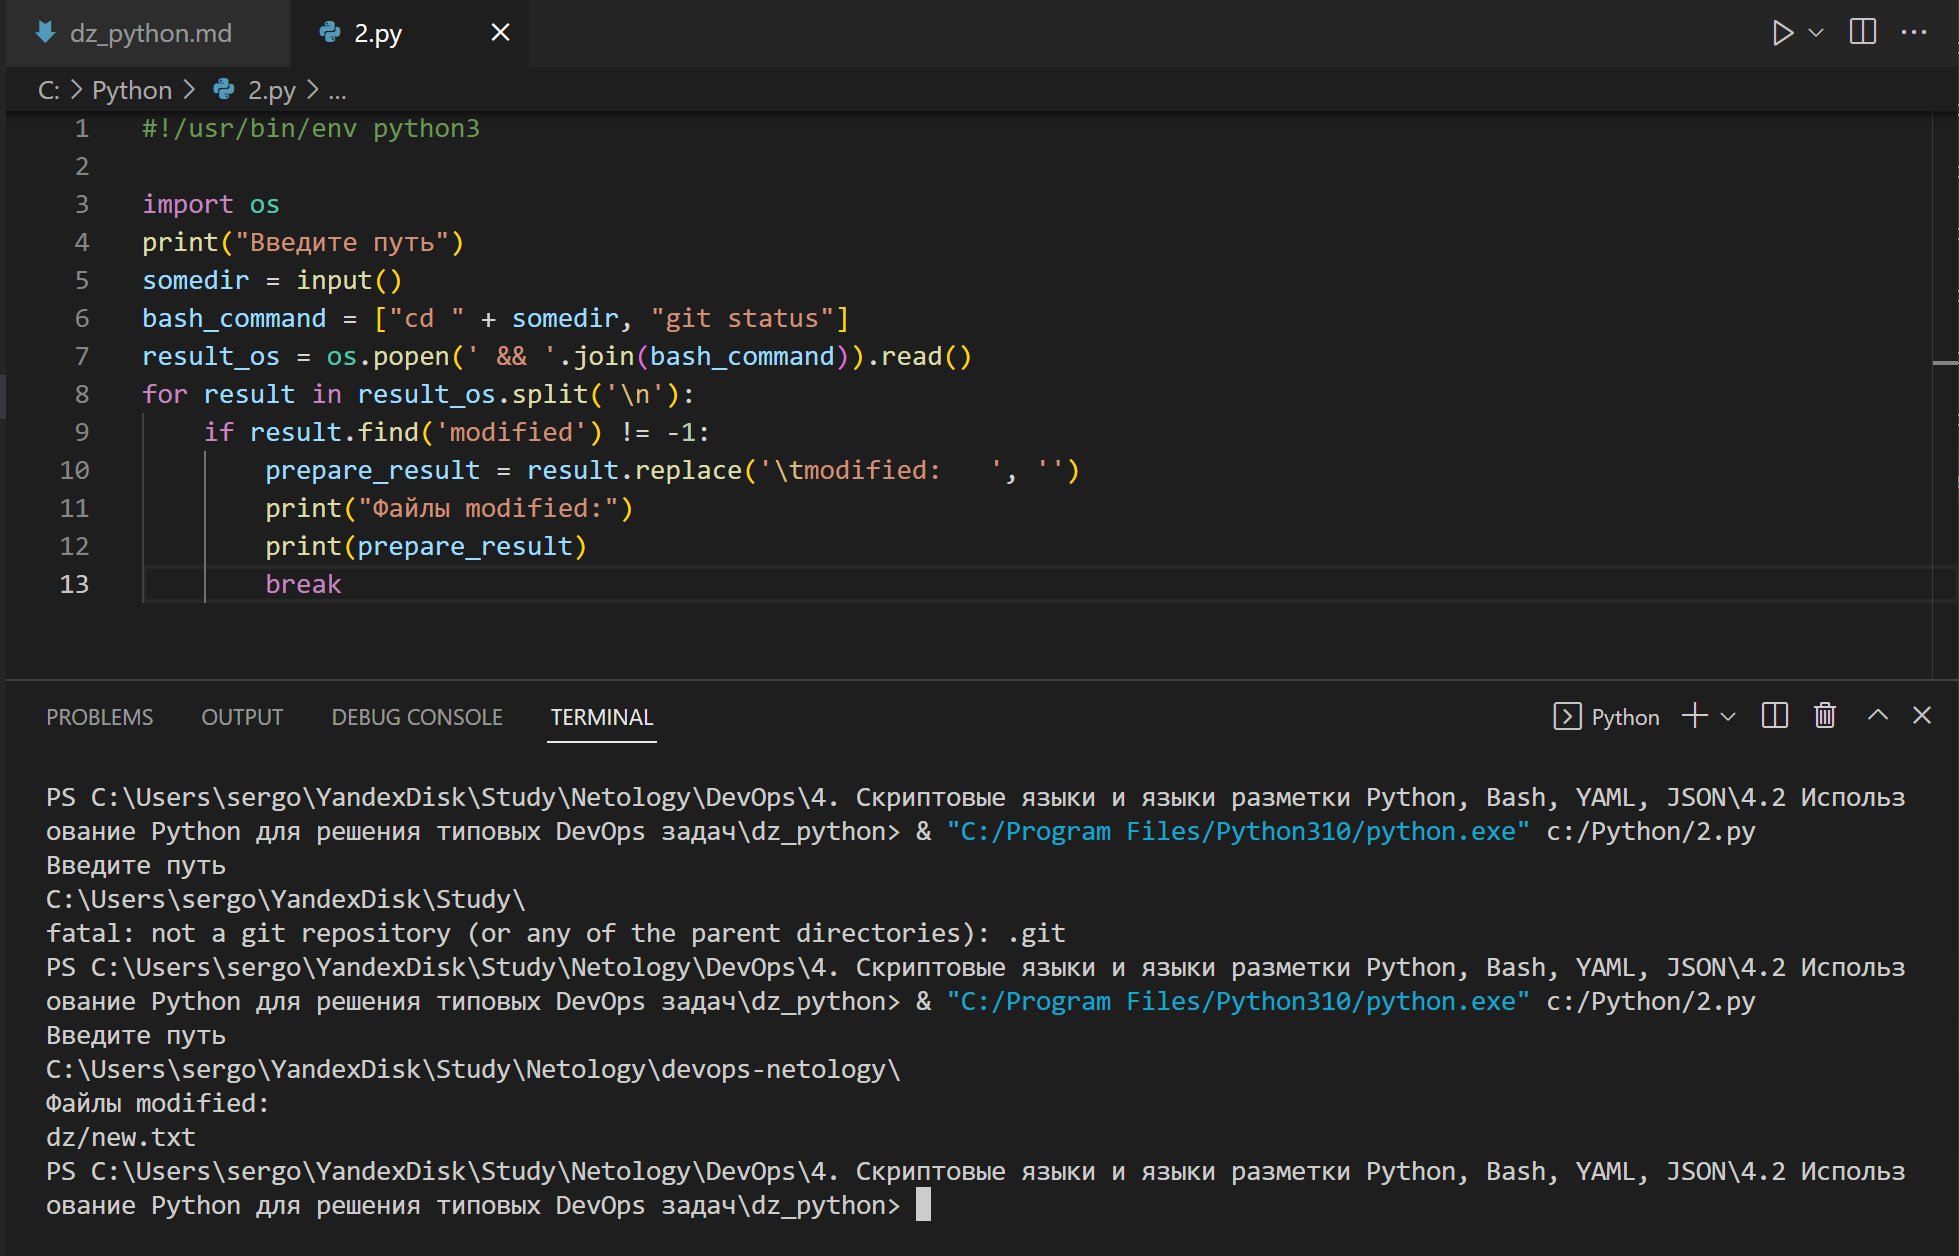 dz_python.md
2.py
C: > Python > 2.py > ...
1 #!/usr/bin/env python3
2
3 import os
4 print("Введите путь")
5 somedir = input()
6 bash_command = ["cd " + somedir, "git status"]
7 result_os = os.popen(' && '.join(bash_command)).read()
8 for result in result_os.split('\n'):
9     if result.find('modified') != -1:
10         prepare_result = result.replace('\tmodified:   ', '')
11         print("Файлы modified:")
12         print(prepare_result)
13         break
PROBLEMS OUTPUT DEBUG CONSOLE TERMINAL Python
PS C:\Users\sergo\YandexDisk\Study\Netology\DevOps\4. Скриптовые языки и языки разметки Python, Bash, YAML, JSON\4.2 Использ
ование Python для решения типовых DevOps задач\dz_python> & "C:/Program Files/Python310/python.exe" c:/Python/2.py
Введите путь
C:\Users\sergo\YandexDisk\Study\
fatal: not a git repository (or any of the parent directories): .git
PS C:\Users\sergo\YandexDisk\Study\Netology\DevOps\4. Скриптовые языки и языки разметки Python, Bash, YAML, JSON\4.2 Использ
ование Python для решения типовых DevOps задач\dz_python> & "C:/Program Files/Python310/python.exe" c:/Python/2.py
Введите путь
C:\Users\sergo\YandexDisk\Study\Netology\devops-netology\
Файлы modified:
dz/new.txt
PS C:\Users\sergo\YandexDisk\Study\Netology\DevOps\4. Скриптовые языки и языки разметки Python, Bash, YAML, JSON\4.2 Использ
ование Python для решения типовых DevOps задач\dz_python>